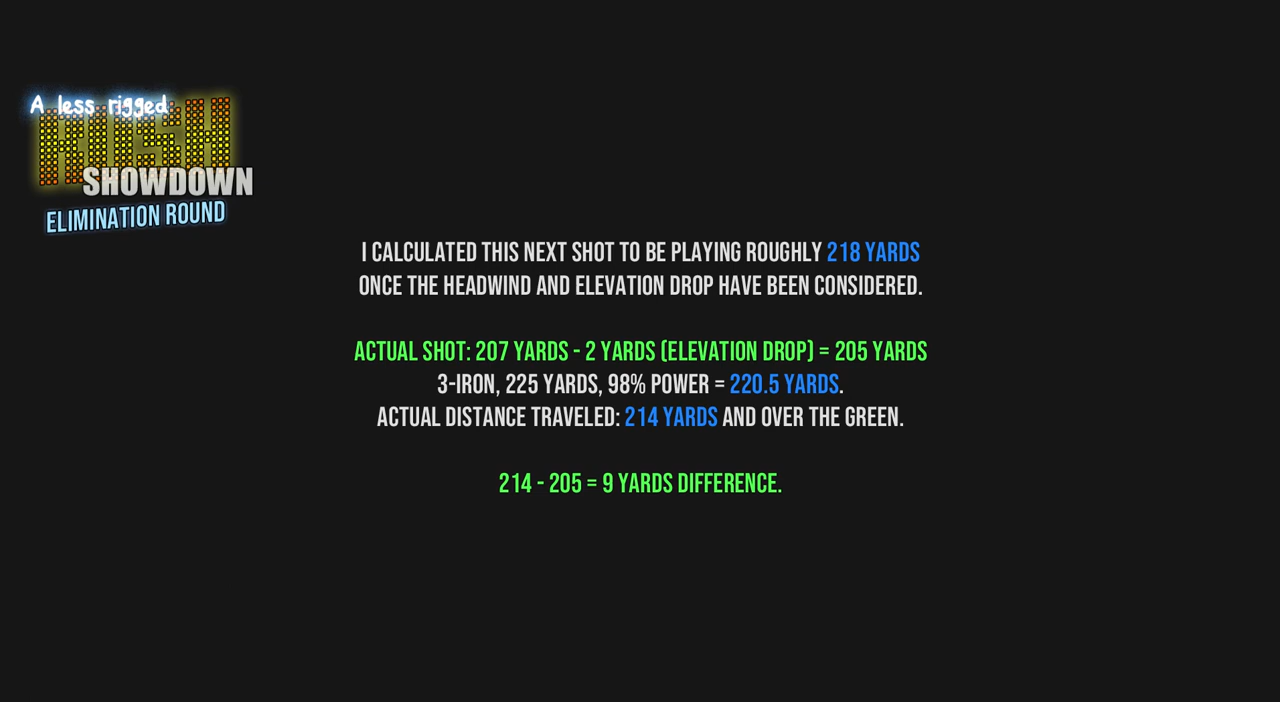 A less rigged
RUSH
SHOWDOWN
ELIMINATION ROUND
I CALCULATED THIS NEXT SHOT TO BE PLAYING ROUGHLY 218 YARDS
ONCE THE HEADWIND AND ELEVATION DROP HAVE BEEN CONSIDERED.
ACTUAL SHOT: 207 YARDS - 2 YARDS (ELEVATION DROP) = 205 YARDS
3-IRON, 225 YARDS, 98% POWER = 220.5 YARDS.
ACTUAL DISTANCE TRAVELED: 214 YARDS AND OVER THE GREEN.
214 - 205 = 9 YARDS DIFFERENCE.